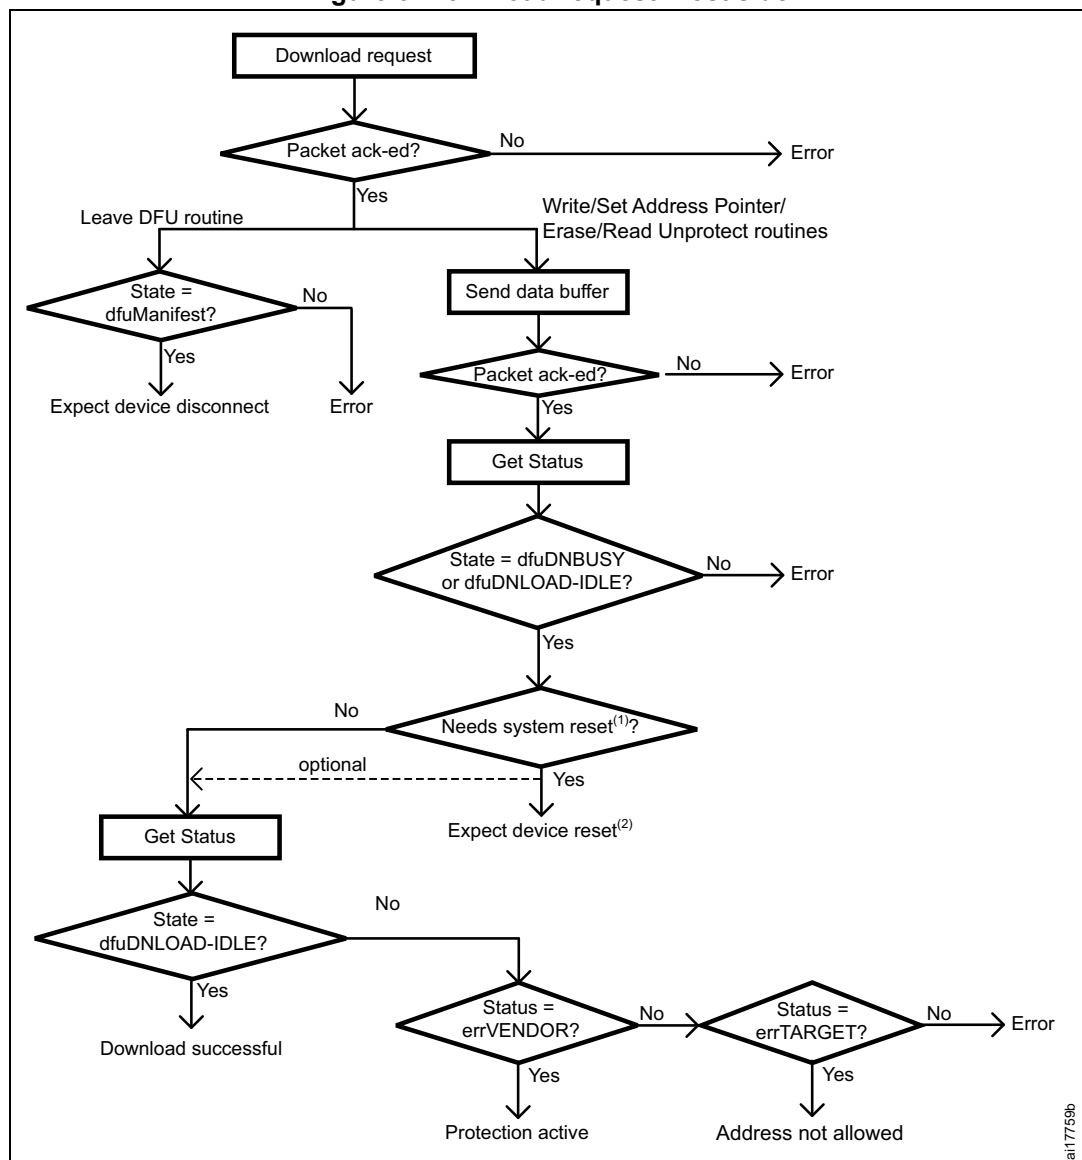 Download request
Packet ack-ed?
No
Error
Yes
Leave DFU routine
Write/Set Address Pointer/
Erase/Read Unprotect routines
State =
dfuManifest?
No
Yes
Expect device disconnect
Error
Send data buffer
Packet ack-ed?
No
Error
Yes
Get Status
State = dfuDNBUSY
or dfuDNLOAD-IDLE?
No
Error
Yes
Needs system reset(1)?
No
optional
Yes
Expect device reset(2)
Get Status
State =
dfuDNLOAD-IDLE?
No
Yes
Download successful
Status =
errVENDOR?
No
Yes
Protection active
Status =
errTARGET?
No
Error
Yes
Address not allowed
ai17759b